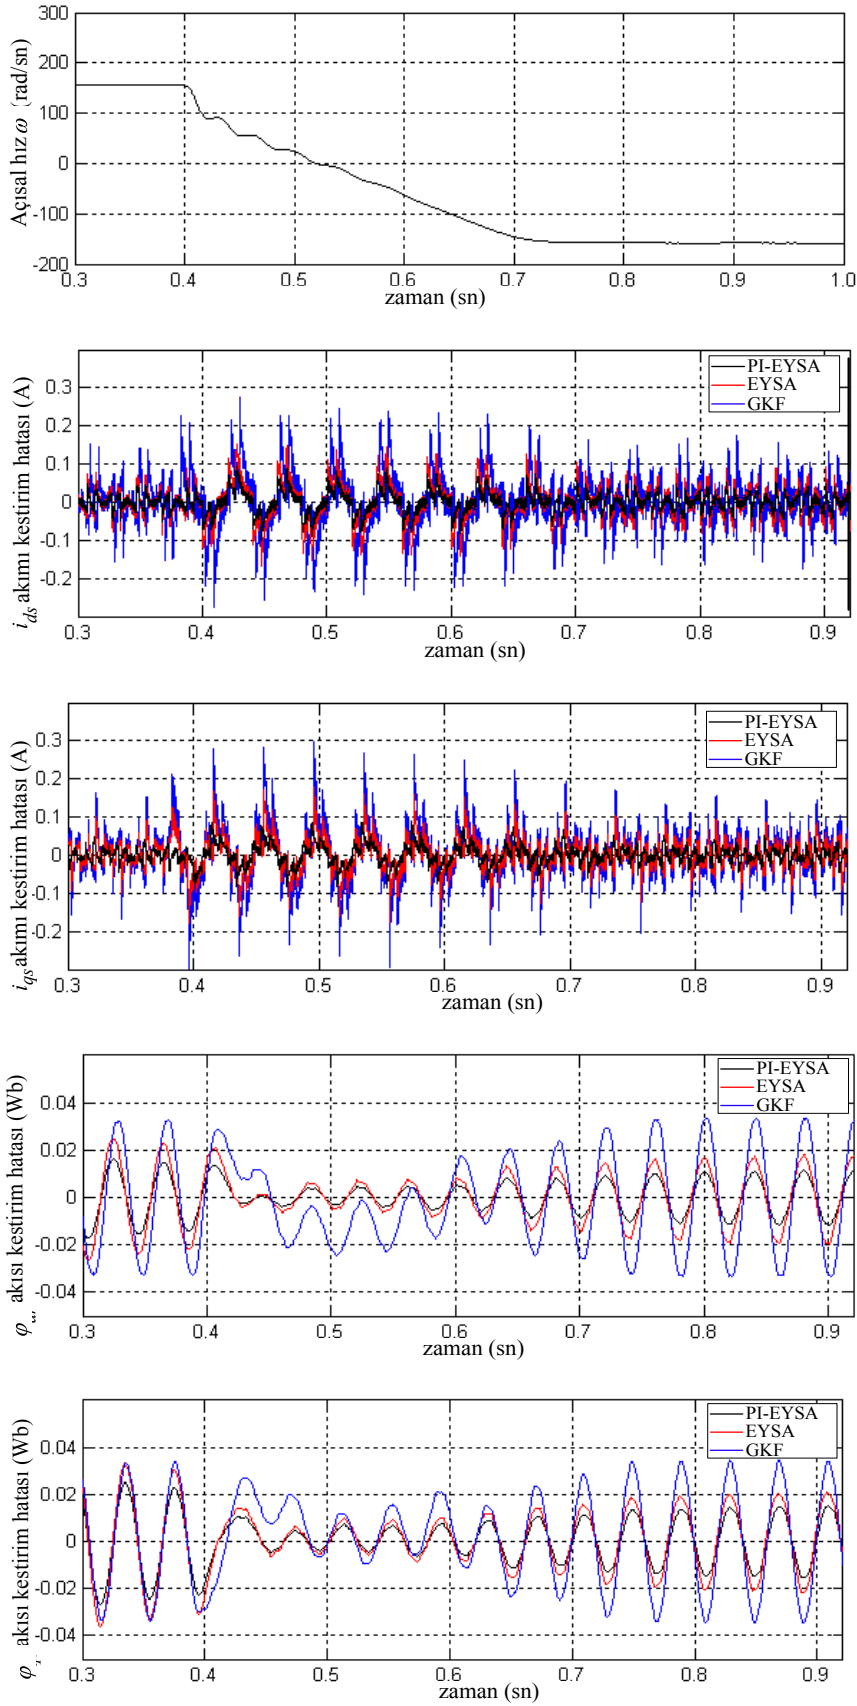 300
200
100
0
-100
-200
Açısal hız ω (rad/sn)
0.3 0.4 0.5 0.6 0.7 0.8 0.9 1.0
zaman (sn)
0.3
0.2
0.1
0
-0.1
-0.2
i_ds akımı kestirim hatası (A)
PI-EYSA
EYSA
GKF
0.3 0.4 0.5 0.6 0.7 0.8 0.9
zaman (sn)
0.3
0.2
0.1
0
-0.1
-0.2
i_qs akımı kestirim hatası (A)
PI-EYSA
EYSA
GKF
0.3 0.4 0.5 0.6 0.7 0.8 0.9
zaman (sn)
0.04
0.02
0
-0.02
-0.04
φ akısı kestirim hatası (Wb)
PI-EYSA
EYSA
GKF
0.3 0.4 0.5 0.6 0.7 0.8 0.9
zaman (sn)
0.04
0.02
0
-0.02
-0.04
φ akısı kestirim hatası (Wb)
PI-EYSA
EYSA
GKF
0.3 0.4 0.5 0.6 0.7 0.8 0.9
zaman (sn)